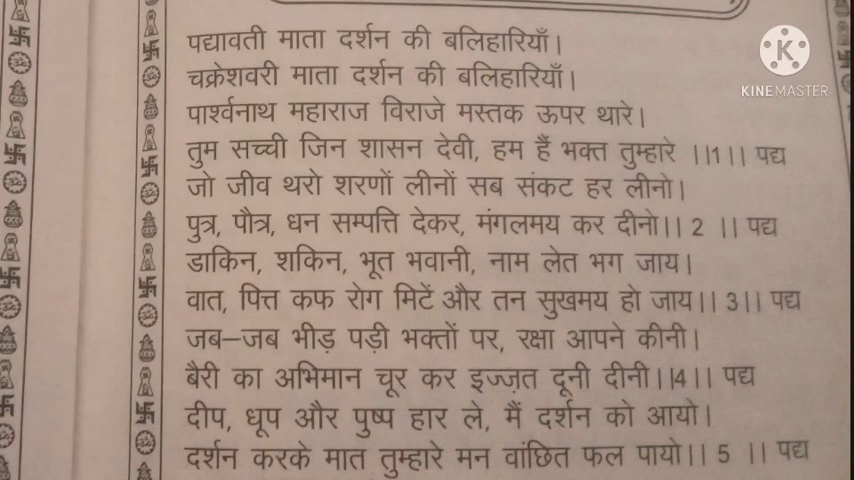 पद्यावती माता दर्शन की बलिहारियाँ।
चक्रेशवरी माता दर्शन की बलिहारियाँ।
पार्श्वनाथ महाराज विराजे मस्तक ऊपर थारे।
तुम सच्ची जिन शासन देवी, हम हैं भक्त तुम्हारे ।।1।। पद्य
जो जीव थरो शरणों लीनों सब संकट हर लीनो।
पुत्र, पौत्र, धन सम्पत्ति देकर, मंगलमय कर दीनो।। 2 ।। पद्य
डाकिन, शकिन, भूत भवानी, नाम लेत भग जाय।
वात, पित्त कफ रोग मिटें और तन सुखमय हो जाय।। 3।। पद्य
जब–जब भीड़ पड़ी भक्तों पर, रक्षा आपने कीनी।
बैरी का अभिमान चूर कर इज्ज़त दूनी दीनी।।4।। पद्य
दीप, धूप और पुष्प हार ले, मैं दर्शन को आयो।
दर्शन करके मात तुम्हारे मन वांछित फल पायो।। 5 ।। पद्य
K
KINEMASTER